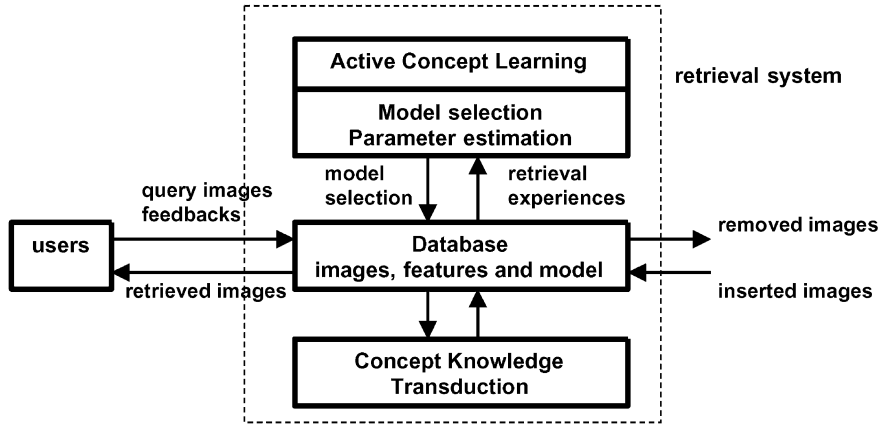 Active Concept Learning
retrieval system
Model selection
Parameter estimation
model
selection
retrieval
experiences
query images
feedbacks
users
Database
images, features and model
removed images
retrieved images
inserted images
Concept Knowledge
Transduction